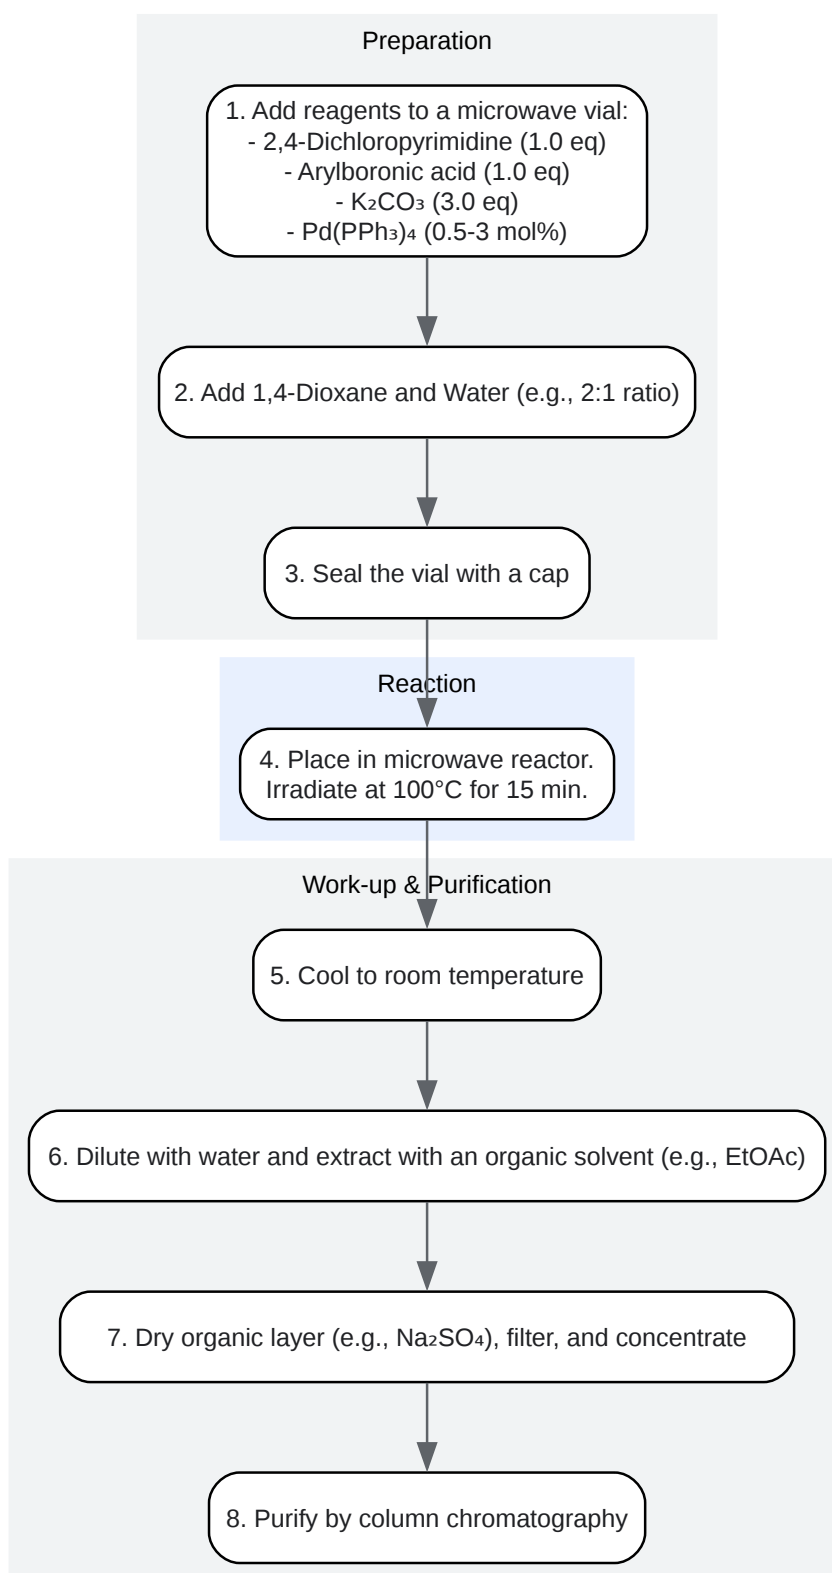 Preparation
1. Add reagents to a microwave vial:
- 2,4-Dichloropyrimidine (1.0 eq)
- Arylboronic acid (1.0 eq)
- K₂CO₃ (3.0 eq)
- Pd(PPh₃)₄ (0.5-3 mol%)
2. Add 1,4-Dioxane and Water (e.g., 2:1 ratio)
3. Seal the vial with a cap
Reaction
4. Place in microwave reactor.
Irradiate at 100°C for 15 min.
Work-up & Purification
5. Cool to room temperature
6. Dilute with water and extract with an organic solvent (e.g., EtOAc)
7. Dry organic layer (e.g., Na₂SO₄), filter, and concentrate
8. Purify by column chromatography